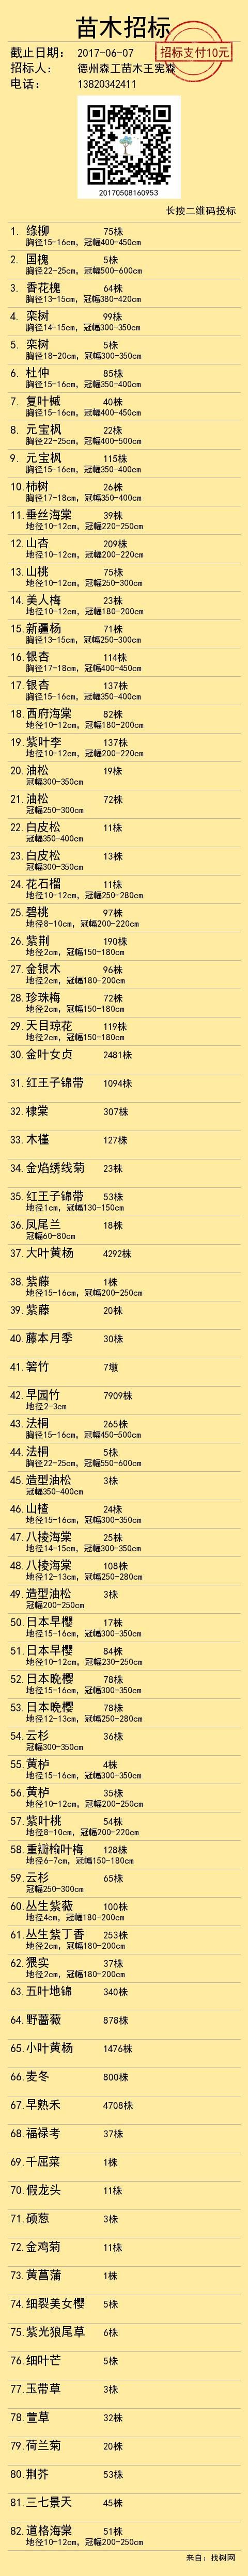 苗木招标
招标支付10元
截止日期： 2017-06-07
招标人： 德州森工苗木王宪森
电话： 13820342411
20170508160953
长按二维码投标
1. 绦柳 75株
胸径15-16cm，冠幅400-450cm
2. 国槐 5株
胸径22-25cm，冠幅500-600cm
3. 香花槐 64株
胸径13-15cm，冠幅380-420cm
4. 栾树 99株
胸径14-15cm，冠幅300-350cm
5. 栾树 5株
胸径18-20cm，冠幅300-350cm
6. 杜仲 85株
胸径15-16cm，冠幅350-400cm
7. 复叶槭 40株
胸径15-16cm，冠幅400-450cm
8. 元宝枫 22株
胸径22-25cm，冠幅400-500cm
9. 元宝枫 115株
胸径15-16cm，冠幅350-400cm
10.柿树 26株
胸径17-18cm，冠幅350-400cm
11.垂丝海棠 39株
地径10-12cm，冠幅220-250cm
12.山杏 209株
地径10-12cm，冠幅200-220cm
13.山桃 75株
地径10-12cm，冠幅250-300cm
14.美人梅 23株
地径10-12cm，冠幅180-200cm
15.新疆杨 71株
胸径13-15cm，冠幅250-300cm
16.银杏 114株
胸径17-18cm，冠幅400-450cm
17.银杏 137株
胸径15-16cm，冠幅350-400cm
18.西府海棠 82株
地径10-12cm，冠幅180-200cm
19.紫叶李 137株
地径10-12cm，冠幅200-220cm
20.油松 19株
冠幅300-350cm
21.油松 72株
冠幅250-300cm
22.白皮松 11株
冠幅350-400cm
23.白皮松 13株
冠幅300-350cm
24.花石榴 11株
地径10-12cm，冠幅250-280cm
25.碧桃 97株
地径8-10cm，冠幅200-220cm
26.紫荆 190株
地径2cm，冠幅150-180cm
27.金银木 96株
地径2cm，冠幅180-200cm
28.珍珠梅 72株
地径2cm，冠幅150-180cm
29.天目琼花 119株
地径2cm，冠幅150-180cm
30.金叶女贞 2481株
31.红王子锦带 1094株
32.棣棠 307株
33.木槿 127株
34.金焰绣线菊 23株
35.红王子锦带 53株
地径1cm，冠幅130-150cm
36.凤尾兰 18株
冠幅60-80cm
37.大叶黄杨 4292株
38.紫藤 1株
地径15-16cm，冠幅200-250cm
39.紫藤 20株
40.藤本月季 30株
41.箬竹 7墩
42.早园竹 7909株
地径2-3cm
43.法桐 265株
胸径15-16cm，冠幅450-500cm
44.法桐 5株
胸径22-25cm，冠幅550-600cm
45.造型油松 3株
冠幅350-400cm
46.山楂 24株
地径15-16cm，冠幅300-350cm
47.八棱海棠 25株
地径14-15cm，冠幅300-350cm
48.八棱海棠 108株
地径12-13cm，冠幅250-280cm
49.造型油松 3株
冠幅200-250cm
50.日本早樱 17株
地径15-16cm，冠幅300-350cm
51.日本早樱 84株
地径10-12cm，冠幅230-250cm
52.日本晚樱 78株
地径15-16cm，冠幅300-350cm
53.日本晚樱 78株
地径12-13cm，冠幅250-280cm
54.云杉 36株
冠幅300-350cm
55.黄栌 4株
地径15-16cm，冠幅300-350cm
56.黄栌 35株
地径10-12cm，冠幅200-250cm
57.紫叶桃 54株
地径8-10cm，冠幅200-220cm
58.重瓣榆叶梅 128株
地径6-7cm，冠幅150-180cm
59.云杉 65株
冠幅250-300cm
60.丛生紫薇 100株
地径4cm，冠幅180-200cm
61.丛生紫丁香 253株
地径2cm，冠幅180-200cm
62.猥实 37株
地径2cm，冠幅180-200cm
63.五叶地锦 340株
64.野蔷薇 878株
65.小叶黄杨 1476株
66.麦冬 800株
67.早熟禾 4708株
68.福禄考 37株
69.千屈菜 1株
70.假龙头 11株
71.硕葱 3株
72.金鸡菊 11株
73.黄菖蒲 1株
74.细裂美女樱 5株
75.紫光狼尾草 6株
76.细叶芒 5株
77.玉带草 3株
78.萱草 32株
79.荷兰菊 20株
80.荆芥 53株
81.三七景天 45株
82.道格海棠 51株
地径10-12cm，冠幅200-250cm
来自：找树网